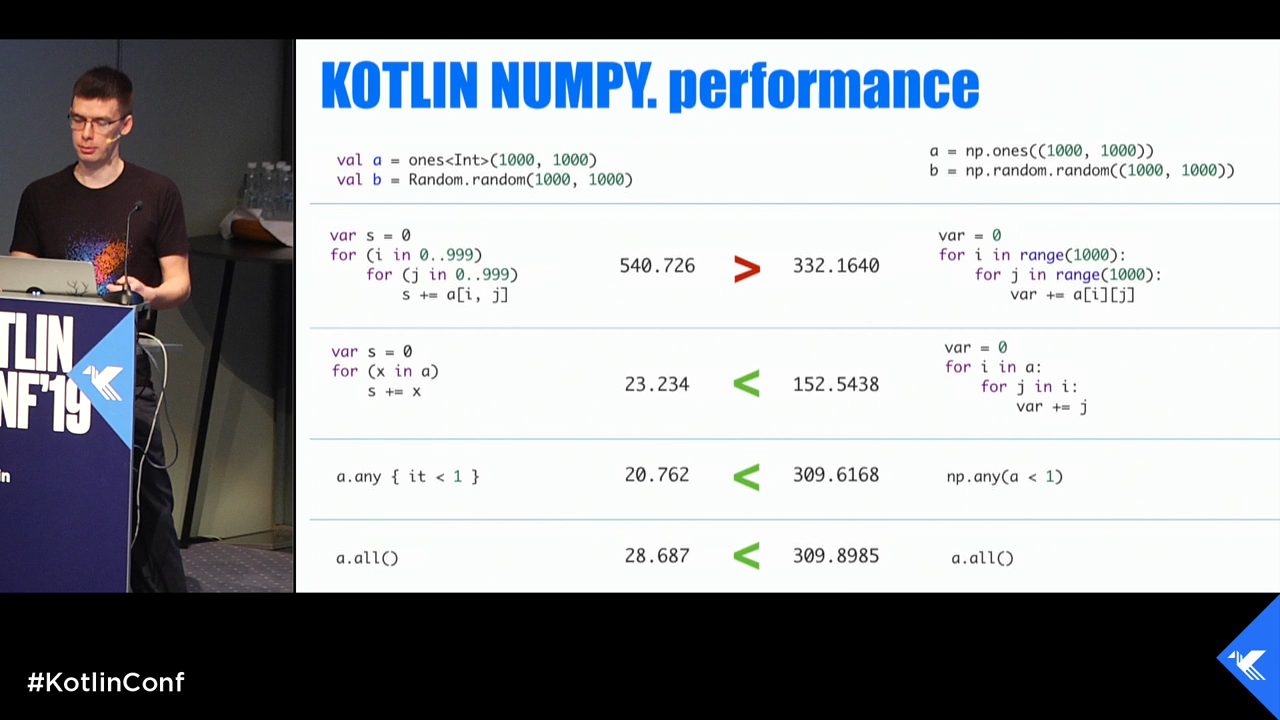 KOTLIN NUMPY. performance
val a = ones<Int>(1000, 1000)
val b = Random.random(1000, 1000)
a = np.ones((1000, 1000))
b = np.random.random((1000, 1000))
var s = 0
for (i in 0..999)
for (j in 0..999)
s += a[i, j]
540.726 > 332.1640
var = 0
for i in range(1000):
for j in range(1000):
var += a[i][j]
var s = 0
for (x in a)
s += x
23.234 < 152.5438
var = 0
for i in a:
for j in i:
var += j
a.any { it < 1 }
20.762 < 309.6168
np.any(a < 1)
a.all()
28.687 < 309.8985
a.all()
TLIN
NF'19
in
#KotlinConf